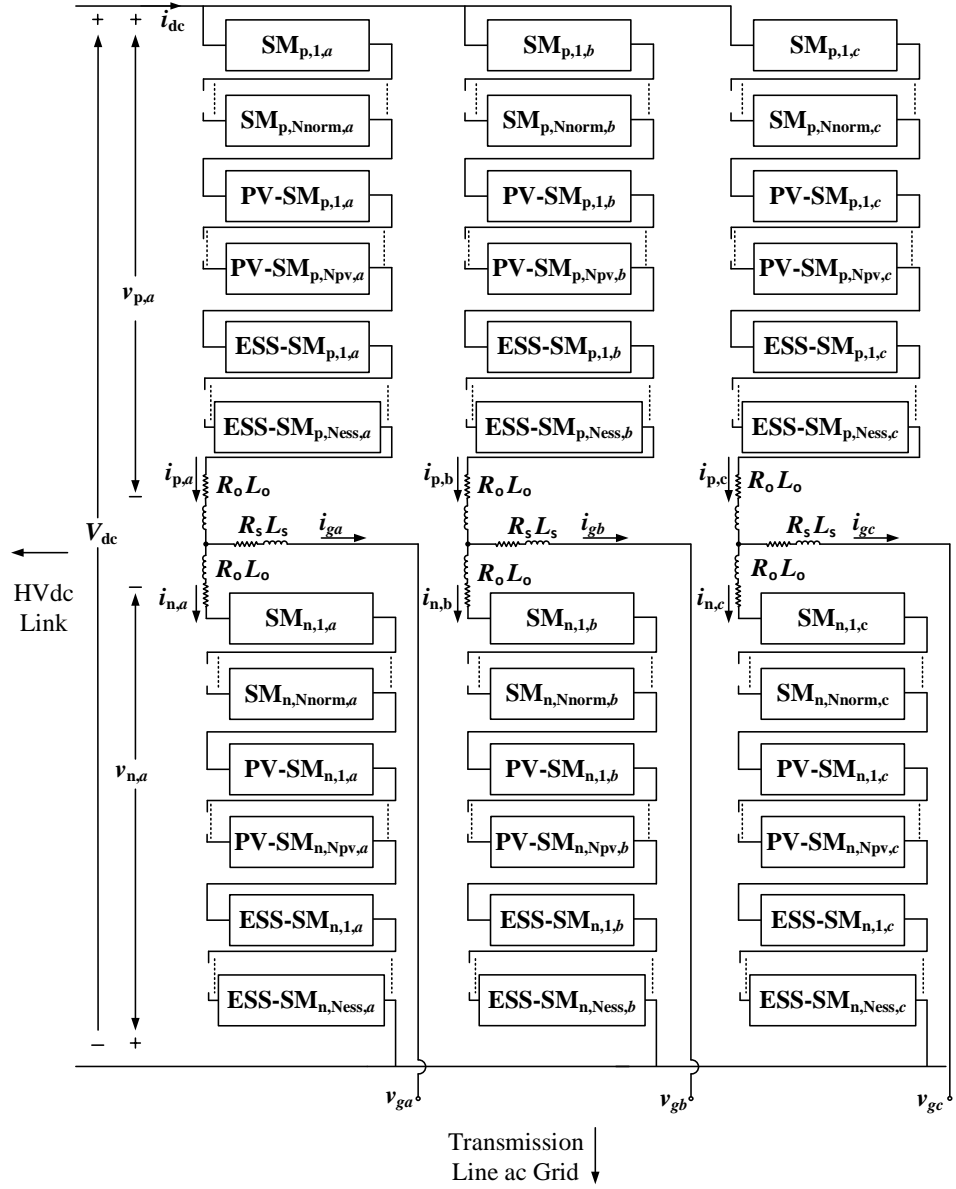 + + i_dc
SM_p,1,a SM_p,1,b SM_p,1,c
SM_p,Nnorm,a SM_p,Nnorm,b SM_p,Nnorm,c
PV-SM_p,1,a PV-SM_p,1,b PV-SM_p,1,c
PV-SM_p,Npv,a PV-SM_p,Npv,b PV-SM_p,Npv,c
v_p,a
ESS-SM_p,1,a ESS-SM_p,1,b ESS-SM_p,1,c
ESS-SM_p,Ness,a ESS-SM_p,Ness,b ESS-SM_p,Ness,c
i_p,a R_o L_o i_p,b R_o L_o i_p,c R_o L_o
−
V_dc R_s L_s i_ga R_s L_s i_gb R_s L_s i_gc
HVdc
Link
R_o L_o R_o L_o R_o L_o
−
i_n,a i_n,b i_n,c
SM_n,1,a SM_n,1,b SM_n,1,c
SM_n,Nnorm,a SM_n,Nnorm,b SM_n,Nnorm,c
v_n,a
PV-SM_n,1,a PV-SM_n,1,b PV-SM_n,1,c
PV-SM_n,Npv,a PV-SM_n,Npv,b PV-SM_n,Npv,c
ESS-SM_n,1,a ESS-SM_n,1,b ESS-SM_n,1,c
ESS-SM_n,Ness,a ESS-SM_n,Ness,b ESS-SM_n,Ness,c
− +
v_ga v_gb v_gc
Transmission
Line ac Grid